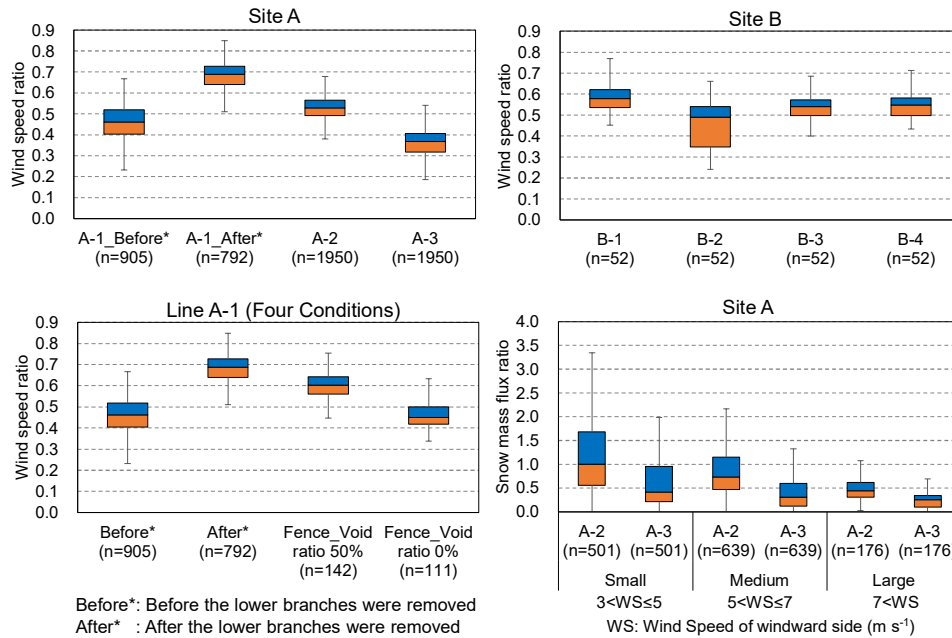 Site A
Wind speed ratio
0.9
0.8
0.7
0.6
0.5
0.4
0.3
0.2
0.1
0.0
A-1_Before* A-1_After* A-2 A-3
(n=905) (n=792) (n=1950) (n=1950)
Site B
Wind speed ratio
0.9
0.8
0.7
0.6
0.5
0.4
0.3
0.2
0.1
0.0
B-1 B-2 B-3 B-4
(n=52) (n=52) (n=52) (n=52)
Line A-1 (Four Conditions)
Wind speed ratio
0.9
0.8
0.7
0.6
0.5
0.4
0.3
0.2
0.1
0.0
Before* After* Fence_Void Fence_Void
(n=905) (n=792) ratio 50% ratio 0%
(n=142) (n=111)
Before*: Before the lower branches were removed
After* : After the lower branches were removed
Site A
Snow mass flux ratio
4.0
3.5
3.0
2.5
2.0
1.5
1.0
0.5
0.0
A-2 A-3 A-2 A-3 A-2 A-3
(n=501) (n=501) (n=639) (n=639) (n=176) (n=176)
Small Medium Large
3<WS≤5 5<WS≤7 7<WS
WS: Wind Speed of windward side (m s⁻¹)